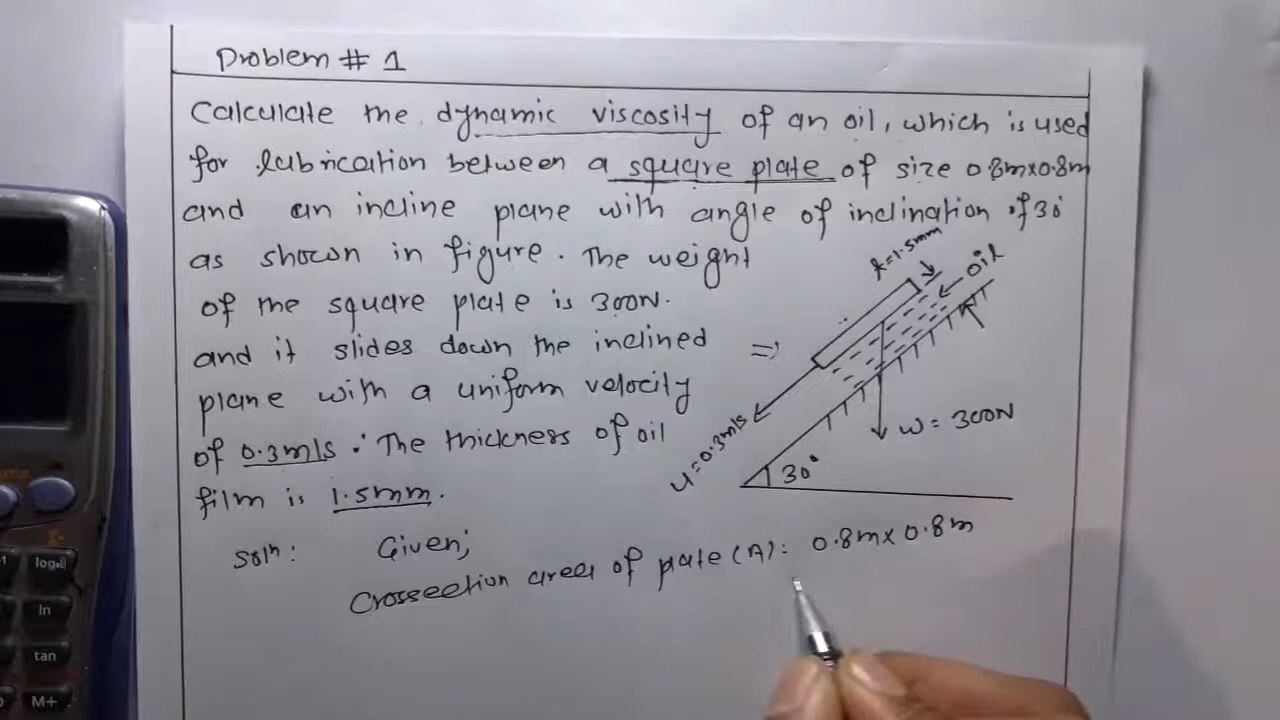 Problem # 1
Calculate the dynamic viscosity of an oil, which is used
for lubrication between a square plate of size 0.8m×0.8m
and an incline plane with angle of inclination of 30°
as shown in figure. The weight
of the square plate is 300N.
and it slides down the inclined
plane with a uniform velocity
of 0.3m/s. The thickness of oil
film is 1.5mm.
=>
t=1.5mm
oil
u=0.3m/s
w=300N
30°
Soln: Given;
Crossection area of plate (A): 0.8m × 0.8m
log
ln
tan
M+